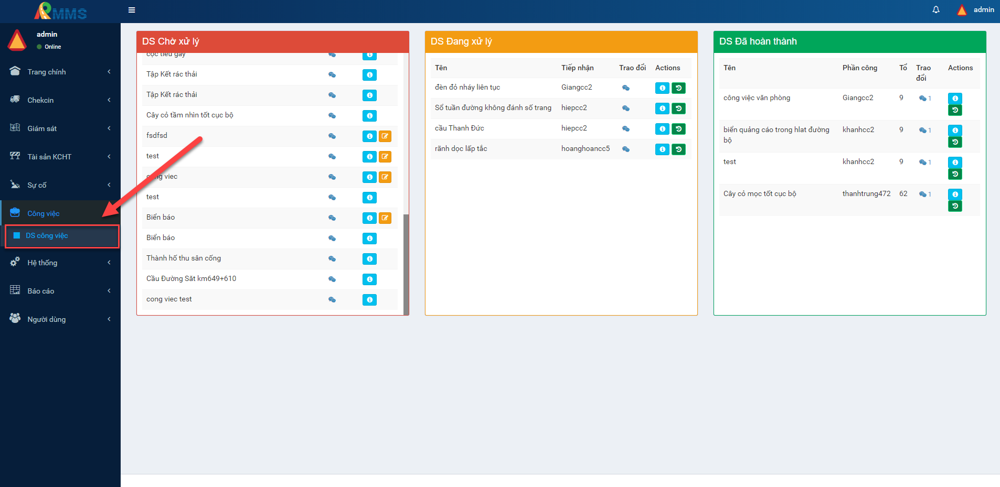 RMMS
admin
admin
Online
Trang chính
Chekcin
Giám sát
Tài sản KCHT
Sự cố
Công việc
DS công việc
Hệ thống
Báo cáo
Người dùng
DS Chờ xử lý
cọc tiêu gãy
Tập Kết rác thải
Tập Kết rác thải
Cây cỏ tầm nhìn tốt cục bộ
fsdfsd
test
cong viec
test
Biển báo
Biển báo
Thành hố thu sân cống
Cầu Đường Săt km649+610
cong viec test
DS Đang xử lý
Tên Tiếp nhận Trao đổi Actions
đèn đỏ nháy liên tục Giangcc2
Sổ tuần đường không đánh số trang hiepcc2
cầu Thanh Đức hiepcc2
rãnh dọc lấp tắc hoanghoancc5
DS Đã hoàn thành
Tên Phần công Tổ Trao Actions
đổi
công việc văn phòng Giangcc2 9 1
biển quảng cáo trong hlat đường khanhcc2 9 1
bộ
test khanhcc2 9 1
Cây cỏ mọc tốt cục bộ thanhtrung472 62 1